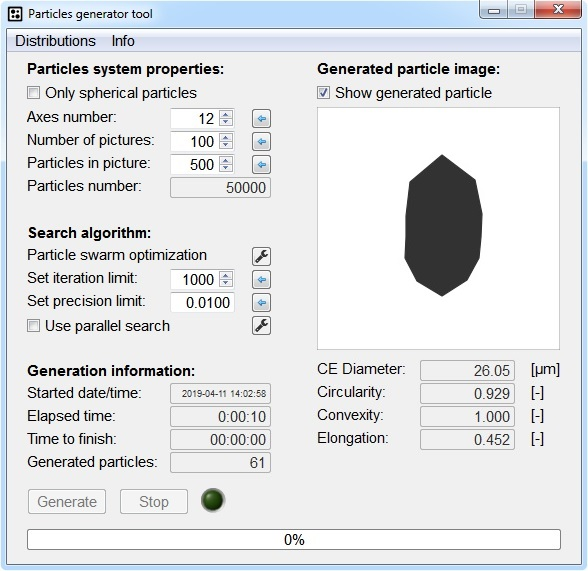 Particles generator tool
Distributions Info
Particles system properties:
Only spherical particles
Axes number: 12
Number of pictures: 100
Particles in picture: 500
Particles number: 50000
Search algorithm:
Particle swarm optimization
Set iteration limit: 1000
Set precision limit: 0.0100
Use parallel search
Generation information:
Started date/time: 2019-04-11 14:02:58
Elapsed time: 0:00:10
Time to finish: 00:00:00
Generated particles: 61
Generate Stop
Generated particle image:
Show generated particle
CE Diameter: 26.05 [µm]
Circularity: 0.929 [-]
Convexity: 1.000 [-]
Elongation: 0.452 [-]
0%